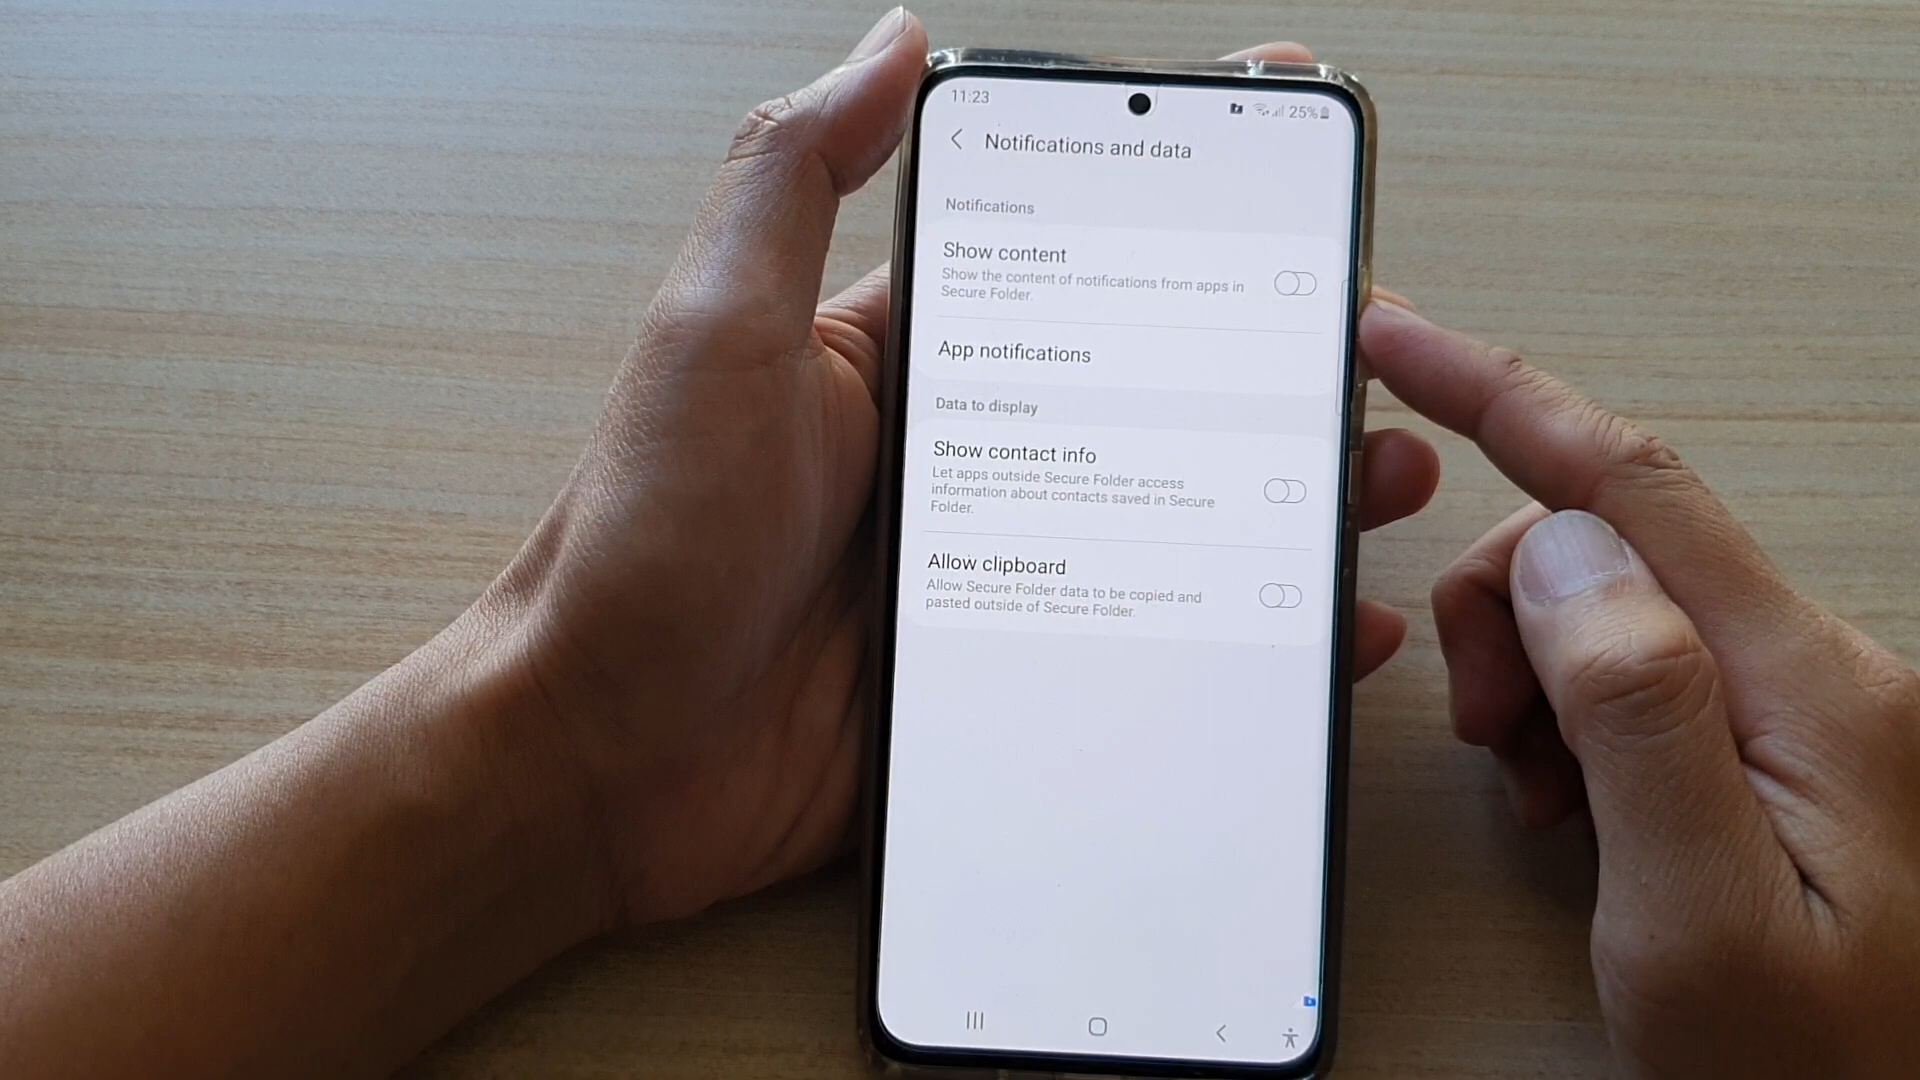 11:23
25%
Notifications and data
Notifications
Show content
Show the content of notifications from apps in
Secure Folder.
App notifications
Data to display
Show contact info
Let apps outside Secure Folder access
information about contacts saved in Secure
Folder.
Allow clipboard
Allow Secure Folder data to be copied and
pasted outside of Secure Folder.